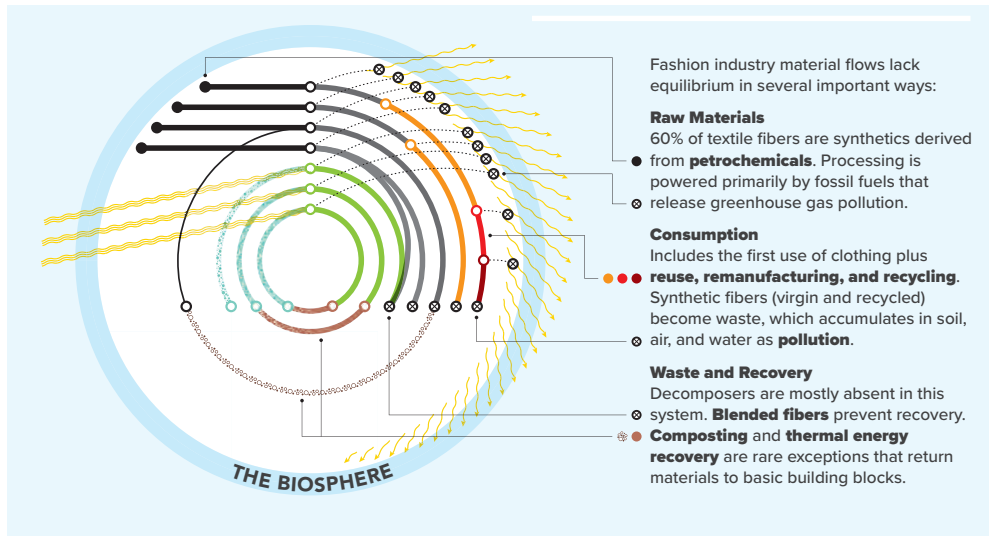 Fashion industry material flows lack
equilibrium in several important ways:
Raw Materials
60% of textile fibers are synthetics derived
from petrochemicals. Processing is
powered primarily by fossil fuels that
release greenhouse gas pollution.
Consumption
Includes the first use of clothing plus
reuse, remanufacturing, and recycling.
Synthetic fibers (virgin and recycled)
become waste, which accumulates in soil,
air, and water as pollution.
Waste and Recovery
Decomposers are mostly absent in this
system. Blended fibers prevent recovery.
Composting and thermal energy
recovery are rare exceptions that return
materials to basic building blocks.
THE BIOSPHERE